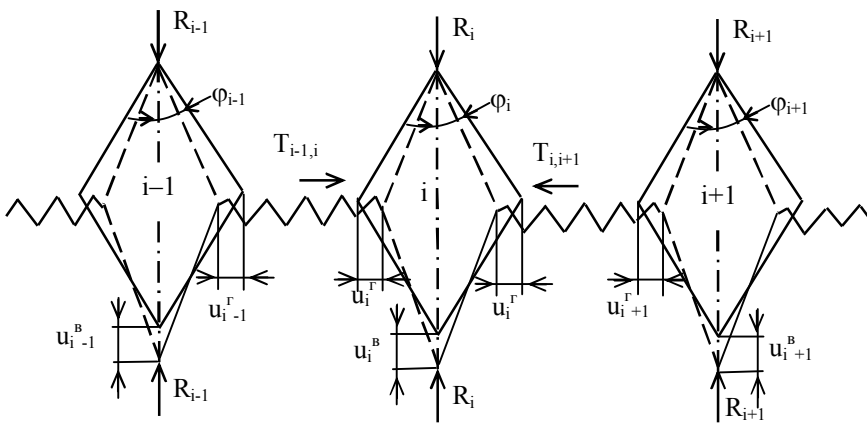 R_{i-1} R_i R_{i+1}
φ_{i-1} φ_i φ_{i+1}
T_{i-1,i} T_{i,i+1}
i–1 i i+1
u_{i-1}^г u_i^г u_i^г u_{i+1}^г
u_{i-1}^в u_i^в u_{i+1}^в
R_{i-1} R_i R_{i+1}